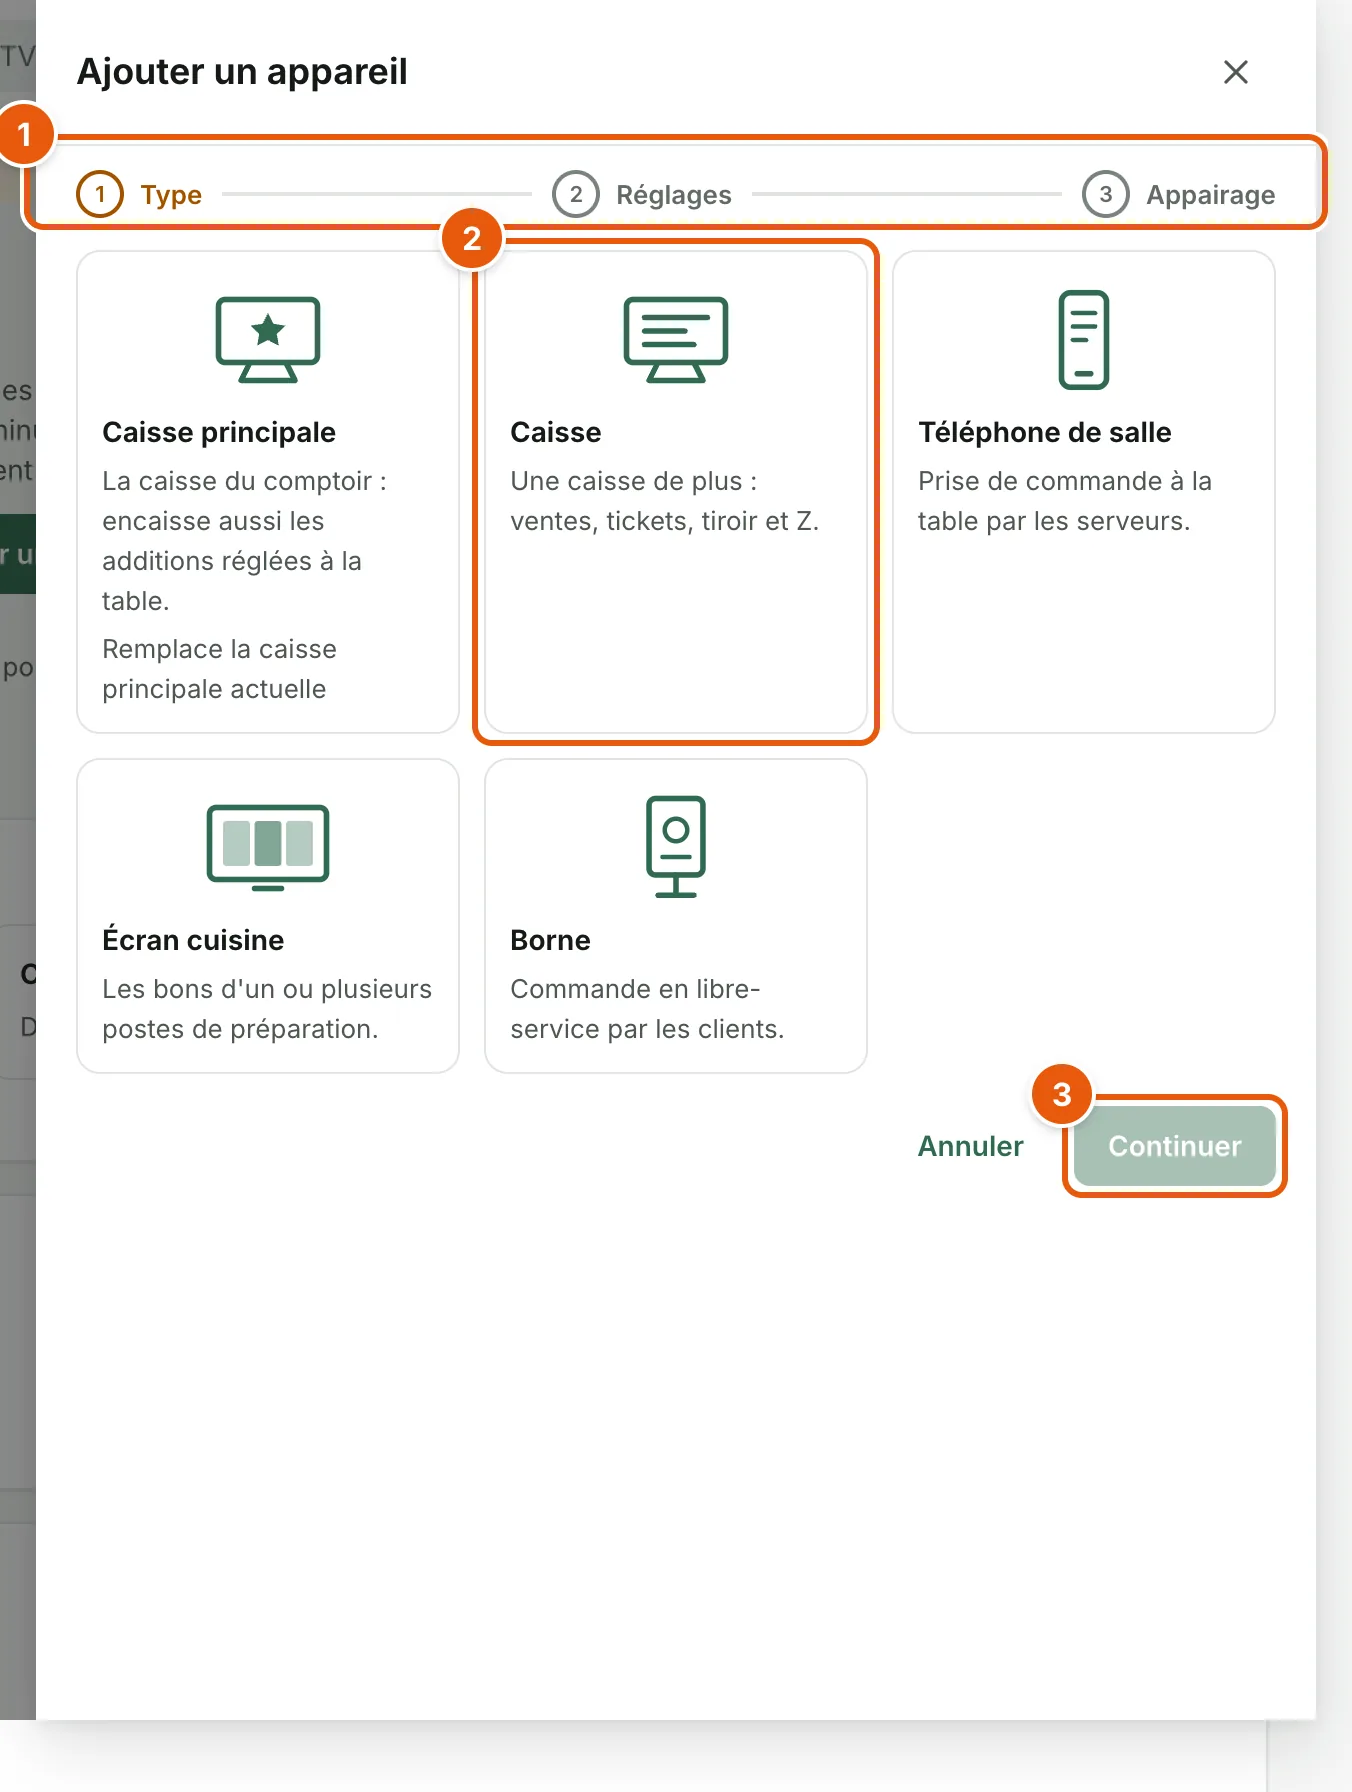 TV
Ajouter un appareil
1
1 Type
2 Réglages
3 Appairage
2
Caisse principale
La caisse du comptoir :
encaisse aussi les
additions réglées à la
table.
Remplace la caisse
principale actuelle
Caisse
Une caisse de plus :
ventes, tickets, tiroir et Z.
Téléphone de salle
Prise de commande à la
table par les serveurs.
Écran cuisine
Les bons d'un ou plusieurs
postes de préparation.
Borne
Commande en libre-
service par les clients.
3
Annuler
Continuer